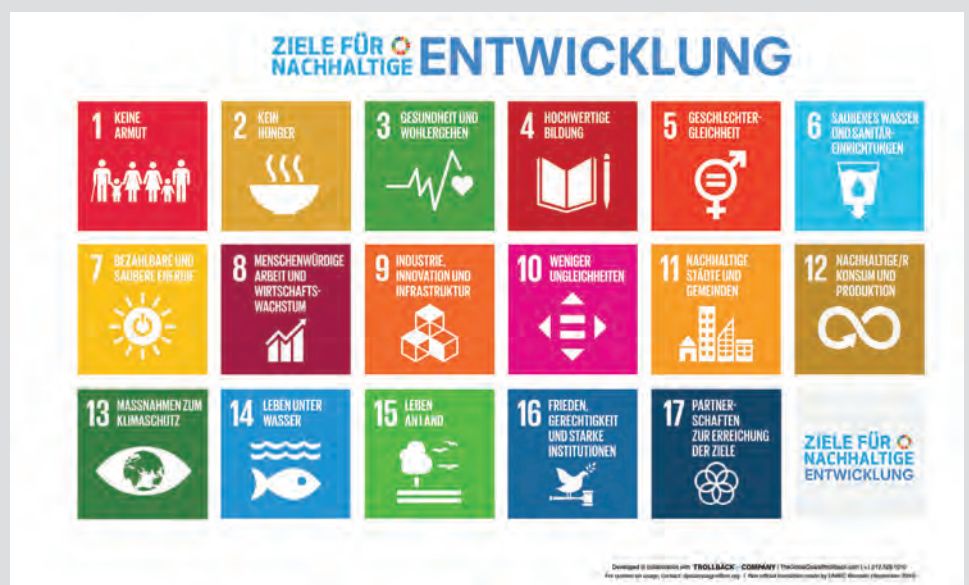 ZIELE FÜR
NACHHALTIGE
ENTWICKLUNG
1 KEINE
ARMUT
2 KEIN
HUNGER
3 GESUNDHEIT UND
WOHLERGEHEN
4 HOCHWERTIGE
BILDUNG
5 GESCHLECHTER-
GLEICHHEIT
6 SAUBERES WASSER
UND SANITÄR-
EINRICHTUNGEN
7 BEZAHLBARE UND
SAUBERE ENERGIE
8 MENSCHENWÜRDIGE
ARBEIT UND
WIRTSCHAFTS-
WACHSTUM
9 INDUSTRIE,
INNOVATION UND
INFRASTRUKTUR
10 WENIGER
UNGLEICHHEITEN
11 NACHHALTIGE
STÄDTE UND
GEMEINDEN
12 NACHHALTIGE/R
KONSUM UND
PRODUKTION
13 MASSNAHMEN ZUM
KLIMASCHUTZ
14 LEBEN UNTER
WASSER
15 LEBEN
AN LAND
16 FRIEDEN,
GERECHTIGKEIT
UND STARKE
INSTITUTIONEN
17 PARTNER-
SCHAFTEN
ZUR ERREICHUNG
DER ZIELE
ZIELE FÜR
NACHHALTIGE
ENTWICKLUNG
Developed in collaboration with TROLLBÄCK + COMPANY